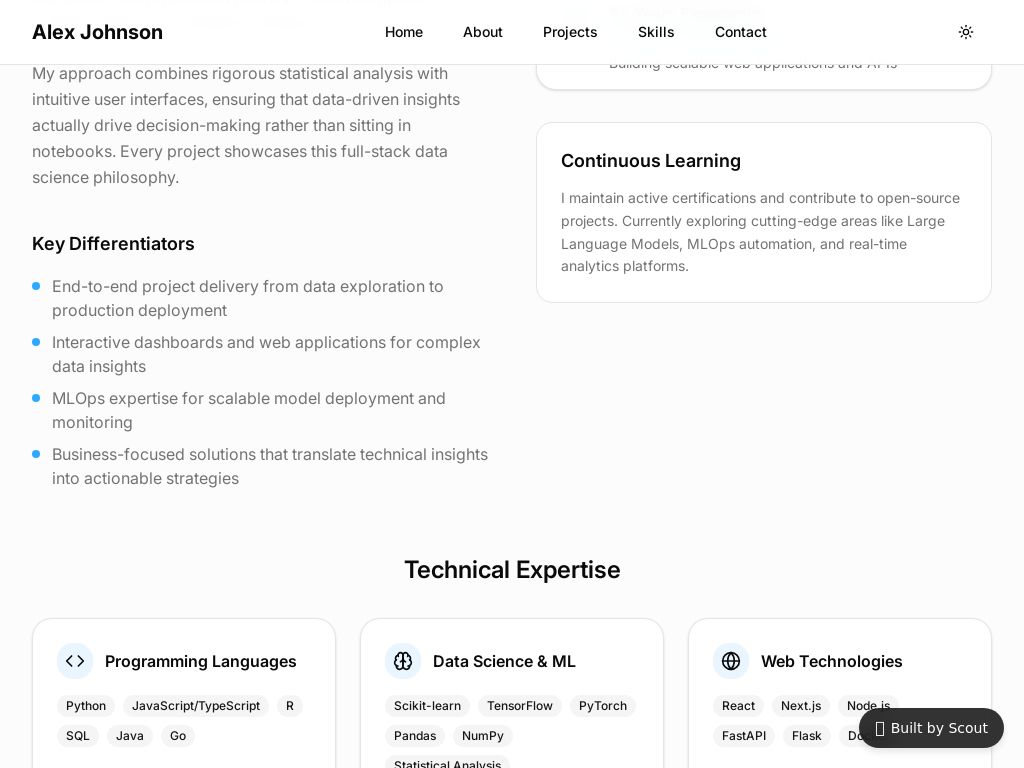 Alex Johnson
Home
About
Projects
Skills
Contact
My approach combines rigorous statistical analysis with
intuitive user interfaces, ensuring that data-driven insights
actually drive decision-making rather than sitting in
notebooks. Every project showcases this full-stack data
science philosophy.
Key Differentiators
End-to-end project delivery from data exploration to
production deployment
Interactive dashboards and web applications for complex
data insights
MLOps expertise for scalable model deployment and
monitoring
Business-focused solutions that translate technical insights
into actionable strategies
Building scalable web applications and APIs
Continuous Learning
I maintain active certifications and contribute to open-source
projects. Currently exploring cutting-edge areas like Large
Language Models, MLOps automation, and real-time
analytics platforms.
Technical Expertise
Programming Languages
Python
JavaScript/TypeScript
R
SQL
Java
Go
Data Science & ML
Scikit-learn
TensorFlow
PyTorch
Pandas
NumPy
Statistical Analysis
Web Technologies
React
Next.js
Node.js
FastAPI
Flask
Built by Scout